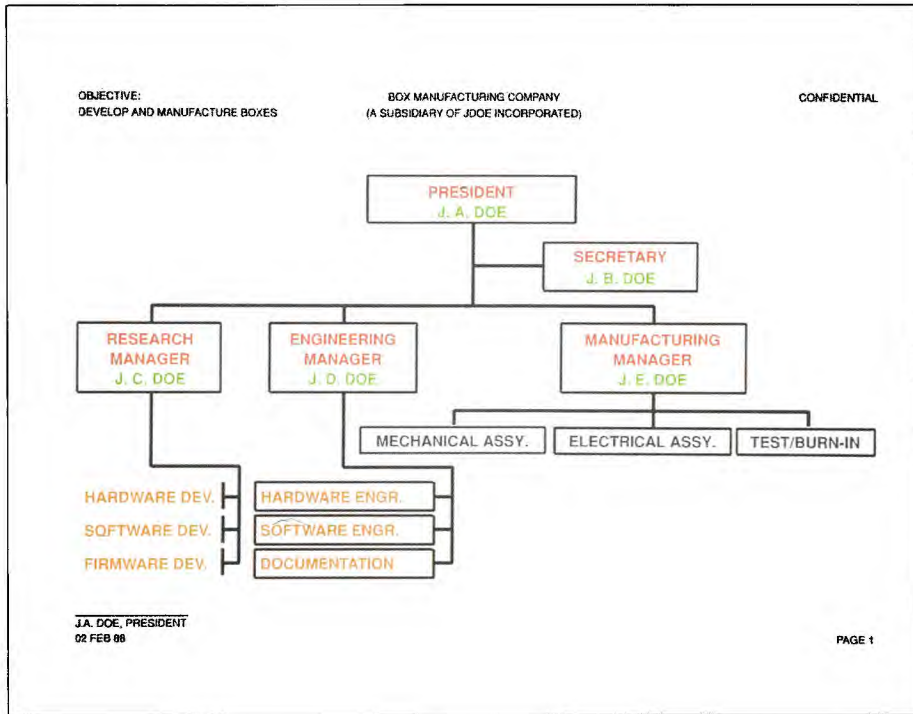 OBJECTIVE:
DEVELOP AND MANUFACTURE BOXES
BOX MANUFACTURING COMPANY
(A SUBSIDIARY OF JDOE INCORPORATED)
CONFIDENTIAL
PRESIDENT
J. A. DOE
SECRETARY
J. B. DOE
RESEARCH
MANAGER
J. C. DOE
ENGINEERING
MANAGER
J. D. DOE
MANUFACTURING
MANAGER
J. E. DOE
MECHANICAL ASSY.
ELECTRICAL ASSY.
TEST/BURN-IN
HARDWARE DEV.
SOFTWARE DEV.
FIRMWARE DEV.
HARDWARE ENGR.
SOFTWARE ENGR.
DOCUMENTATION
J.A. DOE, PRESIDENT
02 FEB 86
PAGE 1